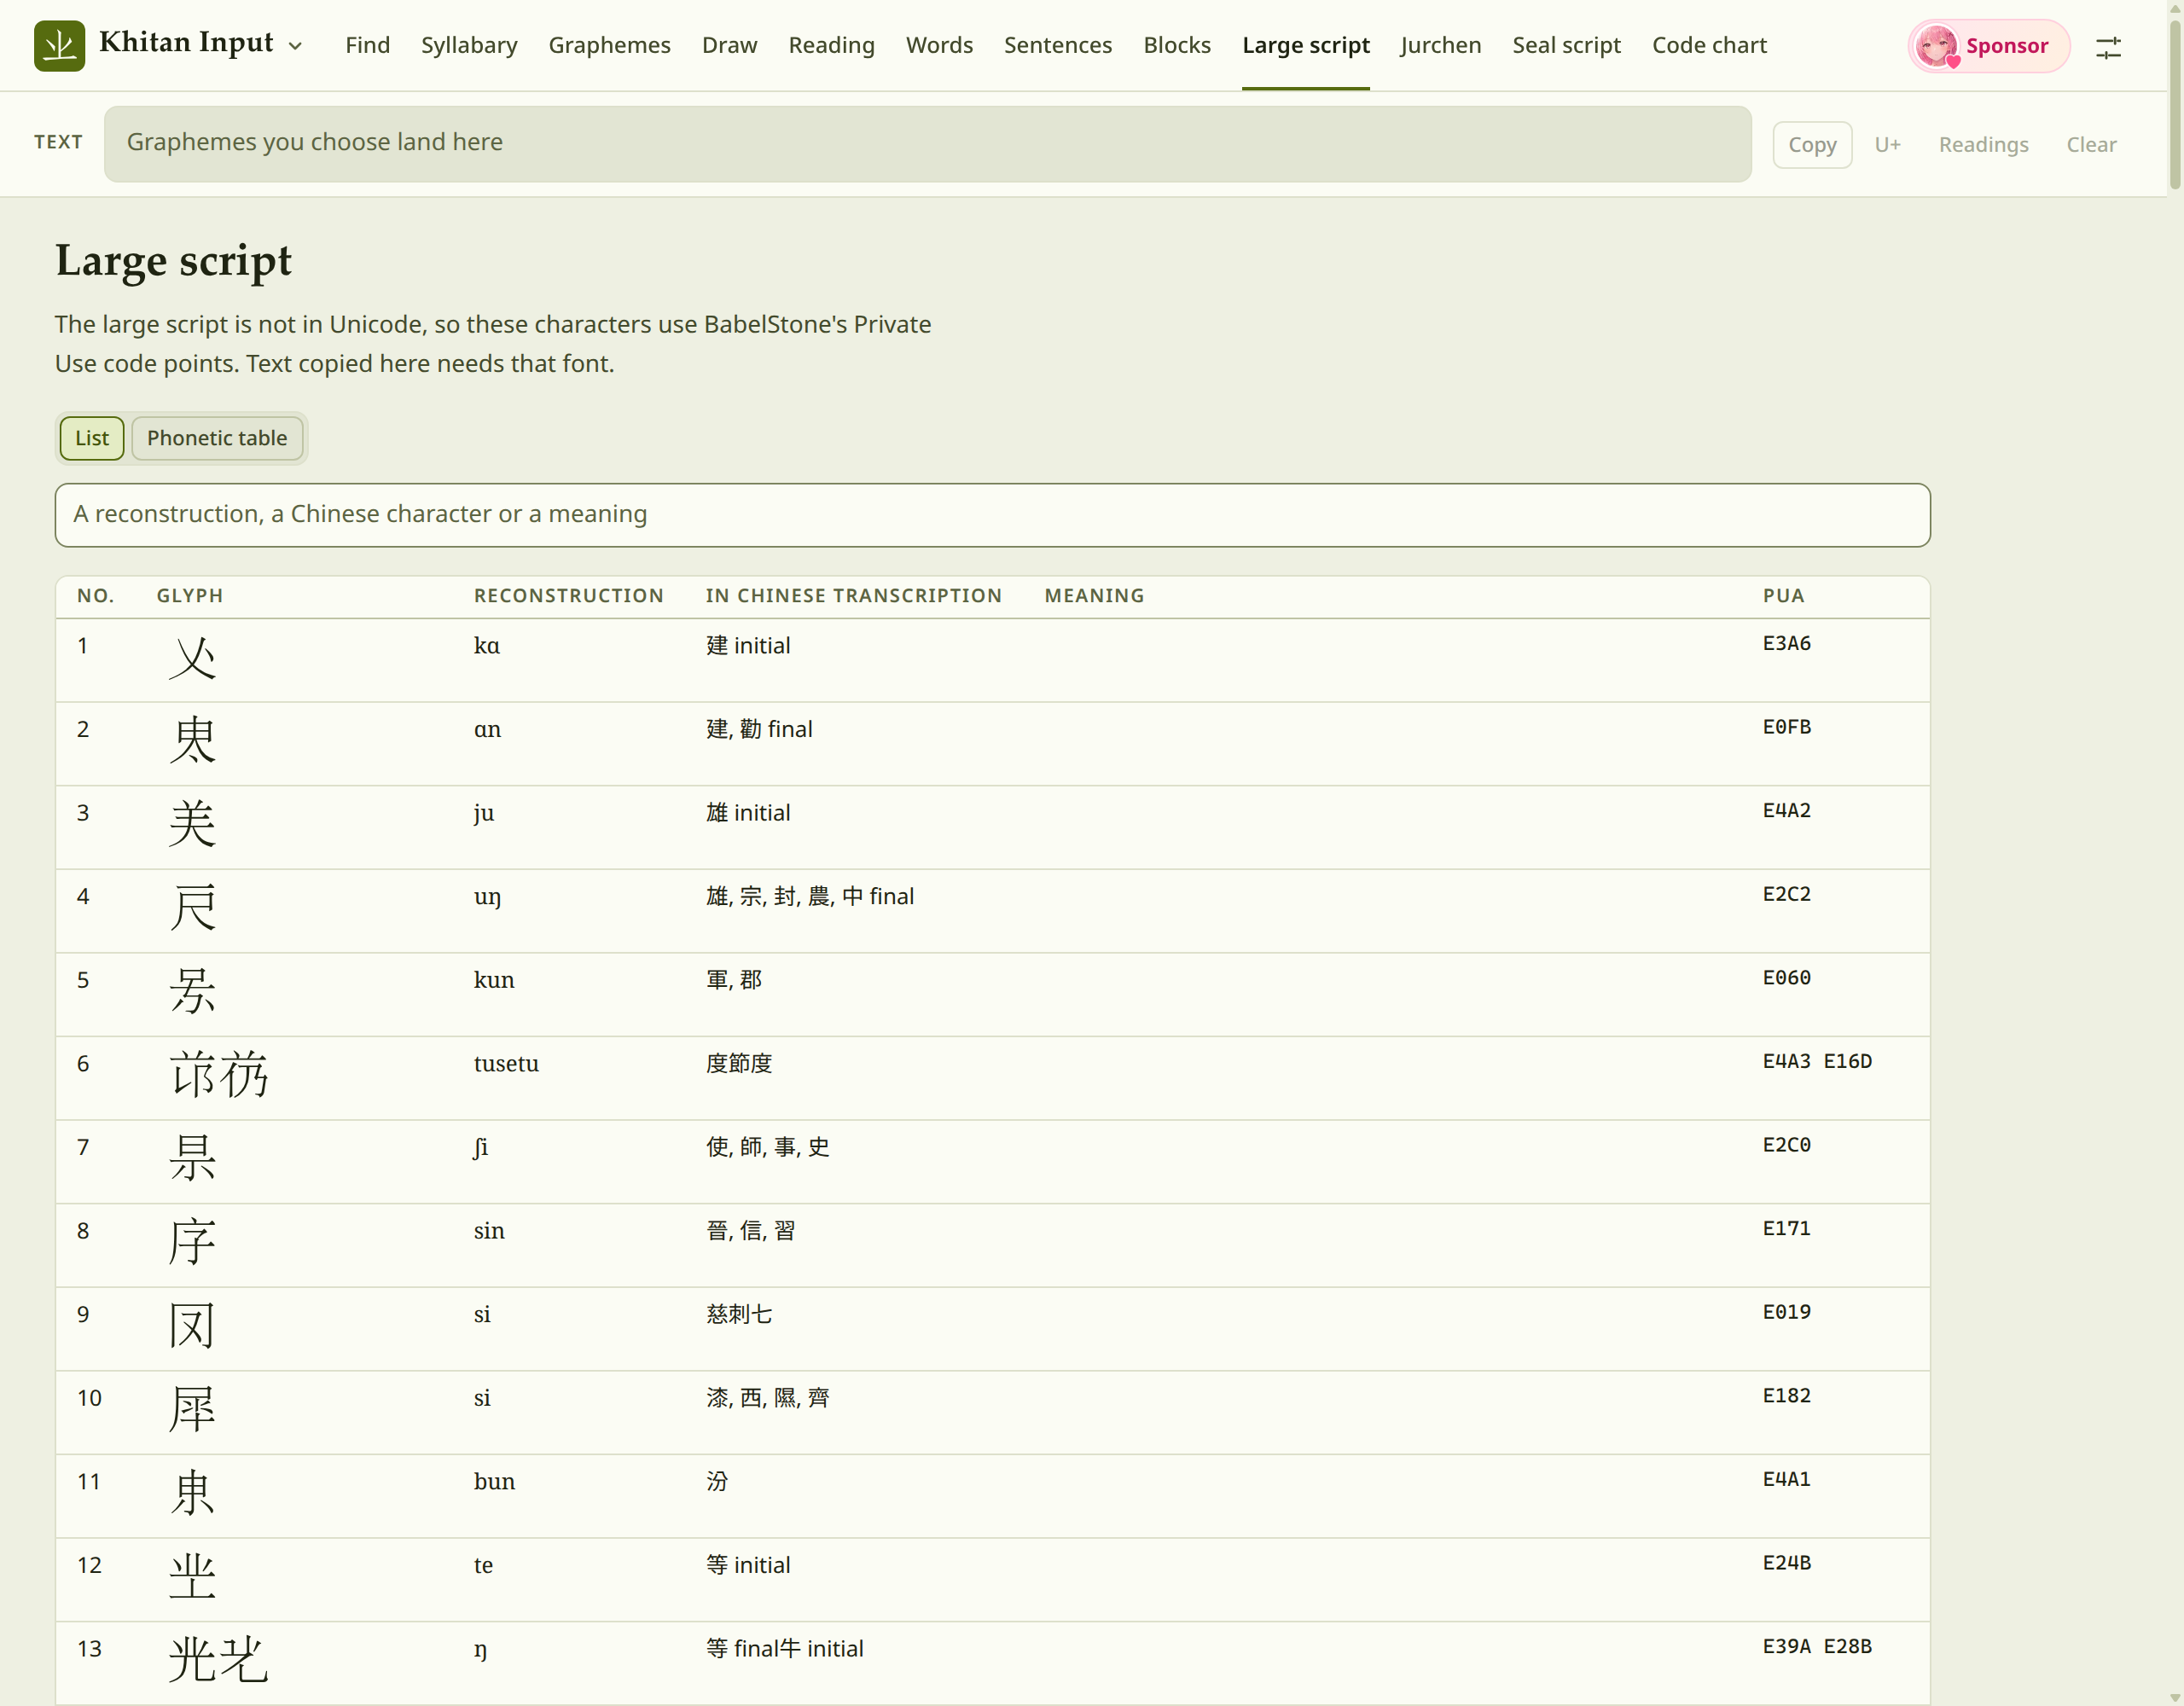 Khitan Input
Find
Syllabary
Graphemes
Draw
Reading
Words
Sentences
Blocks
Large script
Jurchen
Seal script
Code chart
Sponsor
TEXT
Graphemes you choose land here
Copy
U+
Readings
Clear
Large script
The large script is not in Unicode, so these characters use BabelStone's Private
Use code points. Text copied here needs that font.
List
Phonetic table
A reconstruction, a Chinese character or a meaning
NO. GLYPH RECONSTRUCTION IN CHINESE TRANSCRIPTION MEANING PUA
1 kɑ 建 initial E3A6
2 ɑn 建, 勸 final E0FB
3 ju 雄 initial E4A2
4 uŋ 雄, 宗, 封, 農, 中 final E2C2
5 kun 軍, 郡 E060
6 tusetu 度節度 E4A3 E16D
7 ʃi 使, 師, 事, 史 E2C0
8 sin 晉, 信, 習 E171
9 si 慈刺七 E019
10 si 漆, 西, 隰, 齊 E182
11 bun 汾 E4A1
12 te 等 initial E24B
13 ŋ 等 final牛 initial E39A E28B